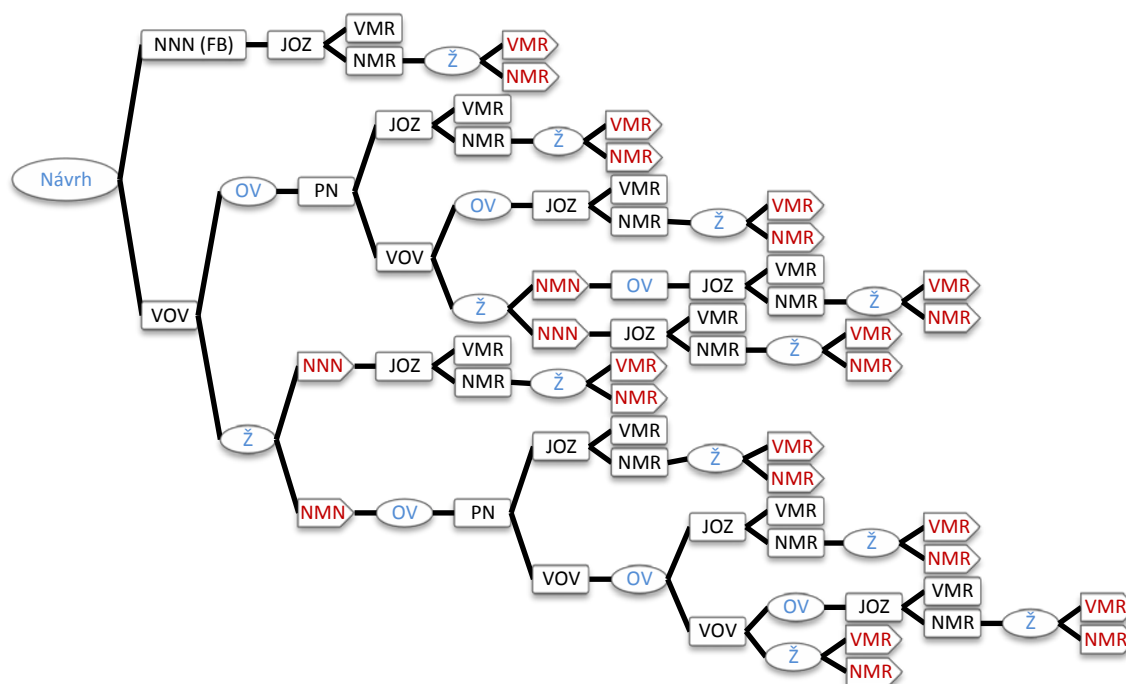 NNN (FB) JOZ VMR
NMR Ž VMR
NMR
JOZ VMR
NMR Ž VMR
NMR
Návrh OV PN
OV JOZ VMR
NMR Ž VMR
NMR
VOV
Ž NMN OV JOZ VMR
NMR Ž VMR
NMR
NNN JOZ VMR
NMR Ž VMR
NMR
VOV
NNN JOZ VMR
NMR Ž VMR
NMR
Ž
JOZ VMR
NMR Ž VMR
NMR
NMN OV PN
JOZ VMR
NMR Ž VMR
NMR
VOV OV
OV JOZ VMR
NMR Ž VMR
NMR
VOV
Ž VMR
NMR